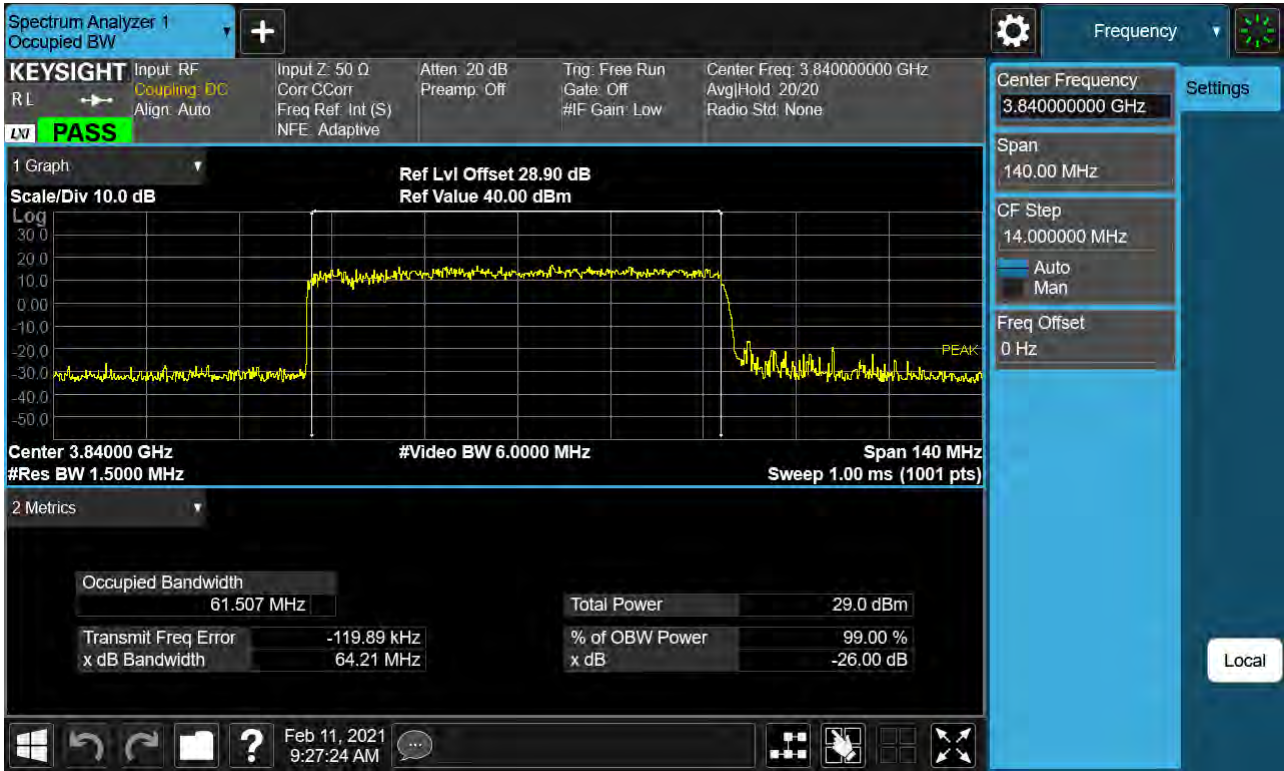 Spectrum Analyzer 1
Occupied BW
+
Frequency
KEYSIGHT
R L
LXI
PASS
Input: RF
Coupling: DC
Align: Auto
Input Z: 50 Ω
Corr CCorr
Freq Ref: Int (S)
NFE: Adaptive
Atten: 20 dB
Preamp: Off
Trig: Free Run
Gate: Off
#IF Gain: Low
Center Freq: 3.840000000 GHz
Avg|Hold: 20/20
Radio Std: None
Center Frequency
3.840000000 GHz
Settings
Span
140.00 MHz
CF Step
14.000000 MHz
Auto
Man
Freq Offset
0 Hz
Local
1 Graph
Scale/Div 10.0 dB
Ref Lvl Offset 28.90 dB
Ref Value 40.00 dBm
Log
30.0
20.0
10.0
0.00
-10.0
-20.0
-30.0
-40.0
-50.0
PEAK
Center 3.84000 GHz
#Video BW 6.0000 MHz
Span 140 MHz
#Res BW 1.5000 MHz
Sweep 1.00 ms (1001 pts)
2 Metrics
Occupied Bandwidth
61.507 MHz
Total Power 29.0 dBm
Transmit Freq Error -119.89 kHz
% of OBW Power 99.00 %
x dB Bandwidth 64.21 MHz
x dB -26.00 dB
?
Feb 11, 2021
9:27:24 AM